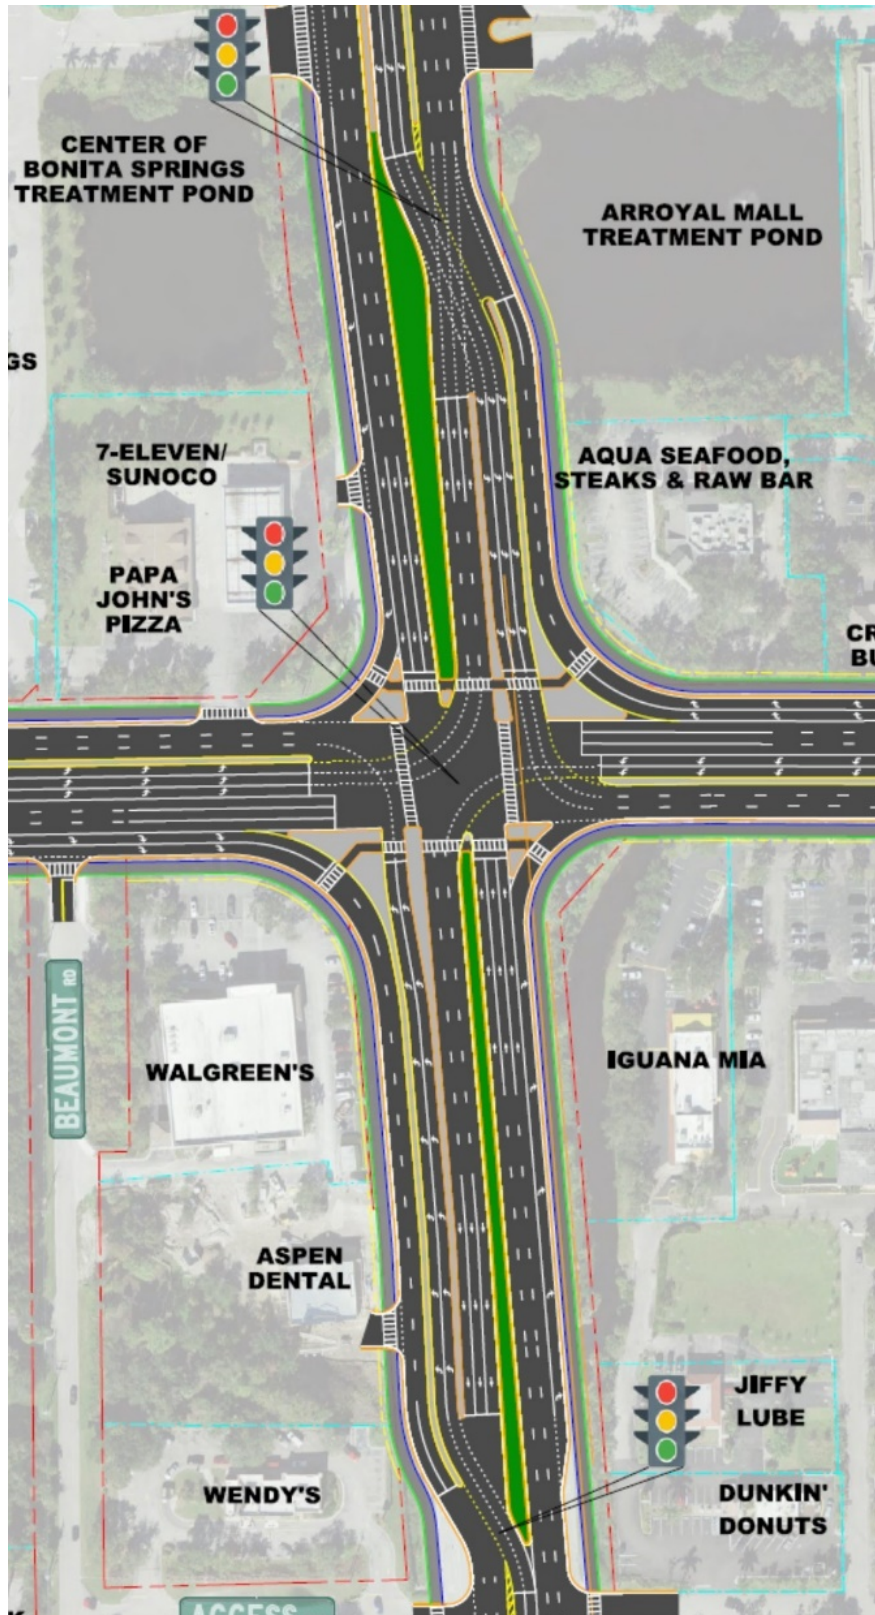 CENTER OF
BONITA SPRINGS
TREATMENT POND
ARROYAL MALL
TREATMENT POND
GS
7-ELEVEN/
SUNOCO
AQUA SEAFOOD,
STEAKS & RAW BAR
PAPA
JOHN'S
PIZZA
CR
BU
BEAUMONT RD
WALGREEN'S
IGUANA MIA
ASPEN
DENTAL
JIFFY
LUBE
WENDY'S
DUNKIN'
DONUTS
ACCESS